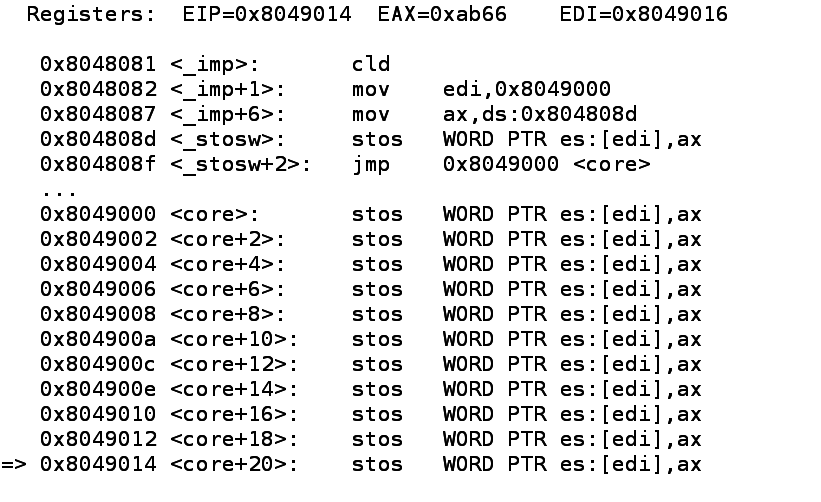 Registers:  EIP=0x8049014  EAX=0xab66    EDI=0x8049016
0x8048081 <_imp>:       cld
0x8048082 <_imp+1>:     mov    edi,0x8049000
0x8048087 <_imp+6>:     mov    ax,ds:0x804808d
0x804808d <_stosw>:     stos   WORD PTR es:[edi],ax
0x804808f <_stosw+2>:   jmp    0x8049000 <core>
...
0x8049000 <core>:       stos   WORD PTR es:[edi],ax
0x8049002 <core+2>:     stos   WORD PTR es:[edi],ax
0x8049004 <core+4>:     stos   WORD PTR es:[edi],ax
0x8049006 <core+6>:     stos   WORD PTR es:[edi],ax
0x8049008 <core+8>:     stos   WORD PTR es:[edi],ax
0x804900a <core+10>:    stos   WORD PTR es:[edi],ax
0x804900c <core+12>:    stos   WORD PTR es:[edi],ax
0x804900e <core+14>:    stos   WORD PTR es:[edi],ax
0x8049010 <core+16>:    stos   WORD PTR es:[edi],ax
0x8049012 <core+18>:    stos   WORD PTR es:[edi],ax
=> 0x8049014 <core+20>:    stos   WORD PTR es:[edi],ax